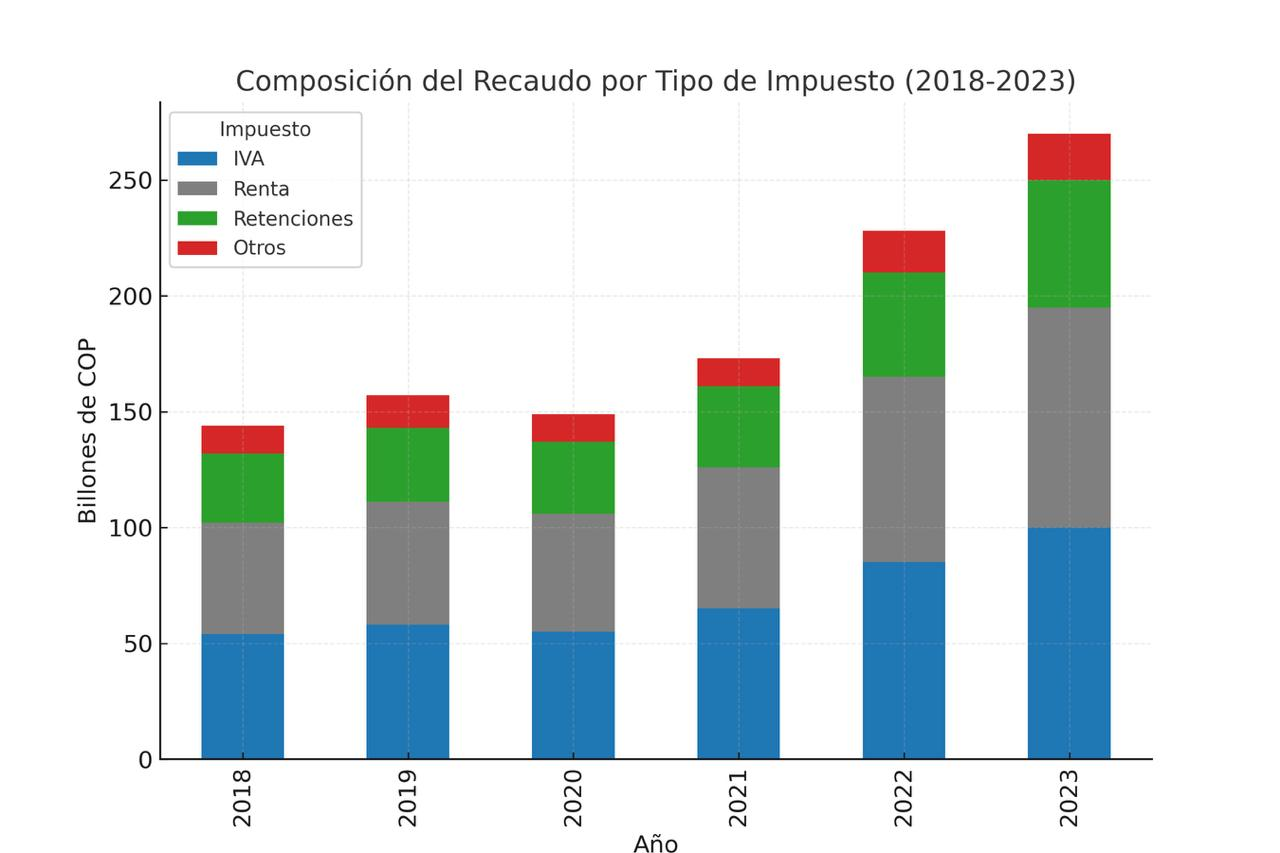 Composición del Recaudo por Tipo de Impuesto (2018-2023)
Impuesto
IVA
Renta
Retenciones
Otros
Billones de COP
250
200
150
100
50
0
2018
2019
2020
2021
2022
2023
Año